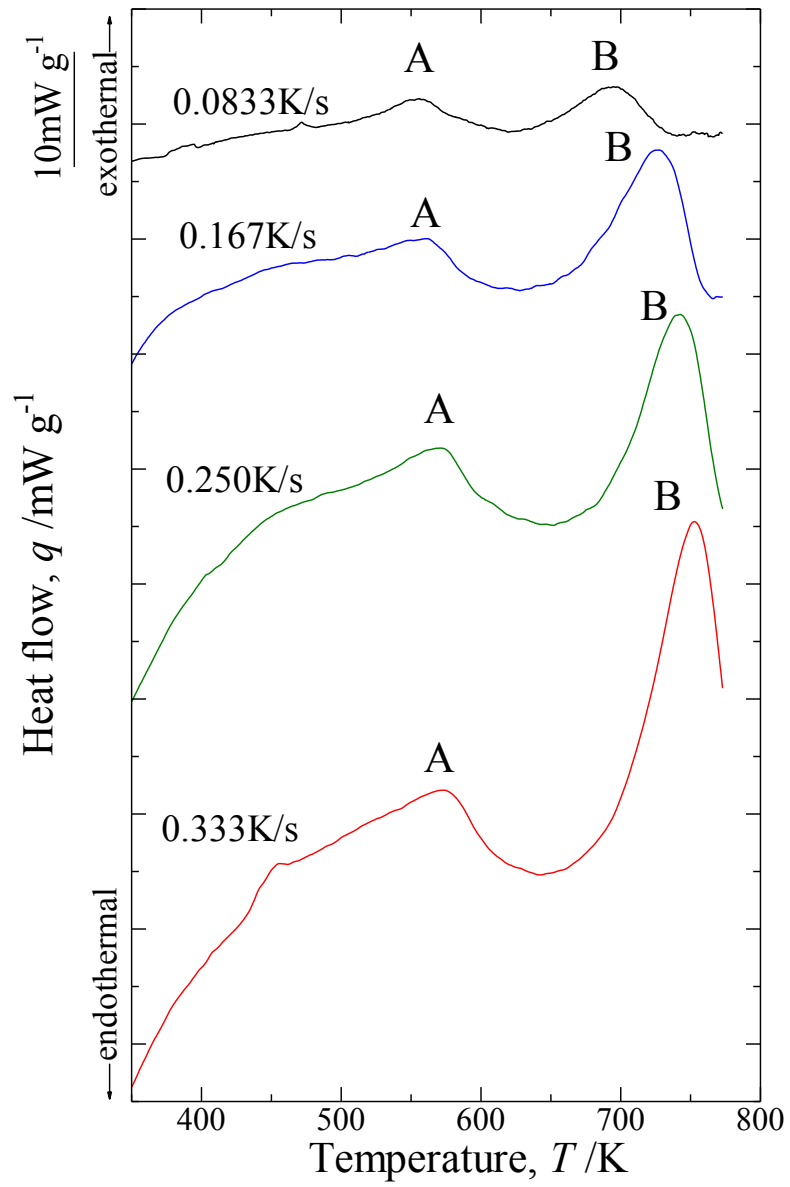 10mW g-1
exothermal
A
B
0.0833K/s
B
A
0.167K/s
B
A
0.250K/s
B
A
0.333K/s
Heat flow, q /mW g-1
endothermal
400 500 600 700 800
Temperature, T /K